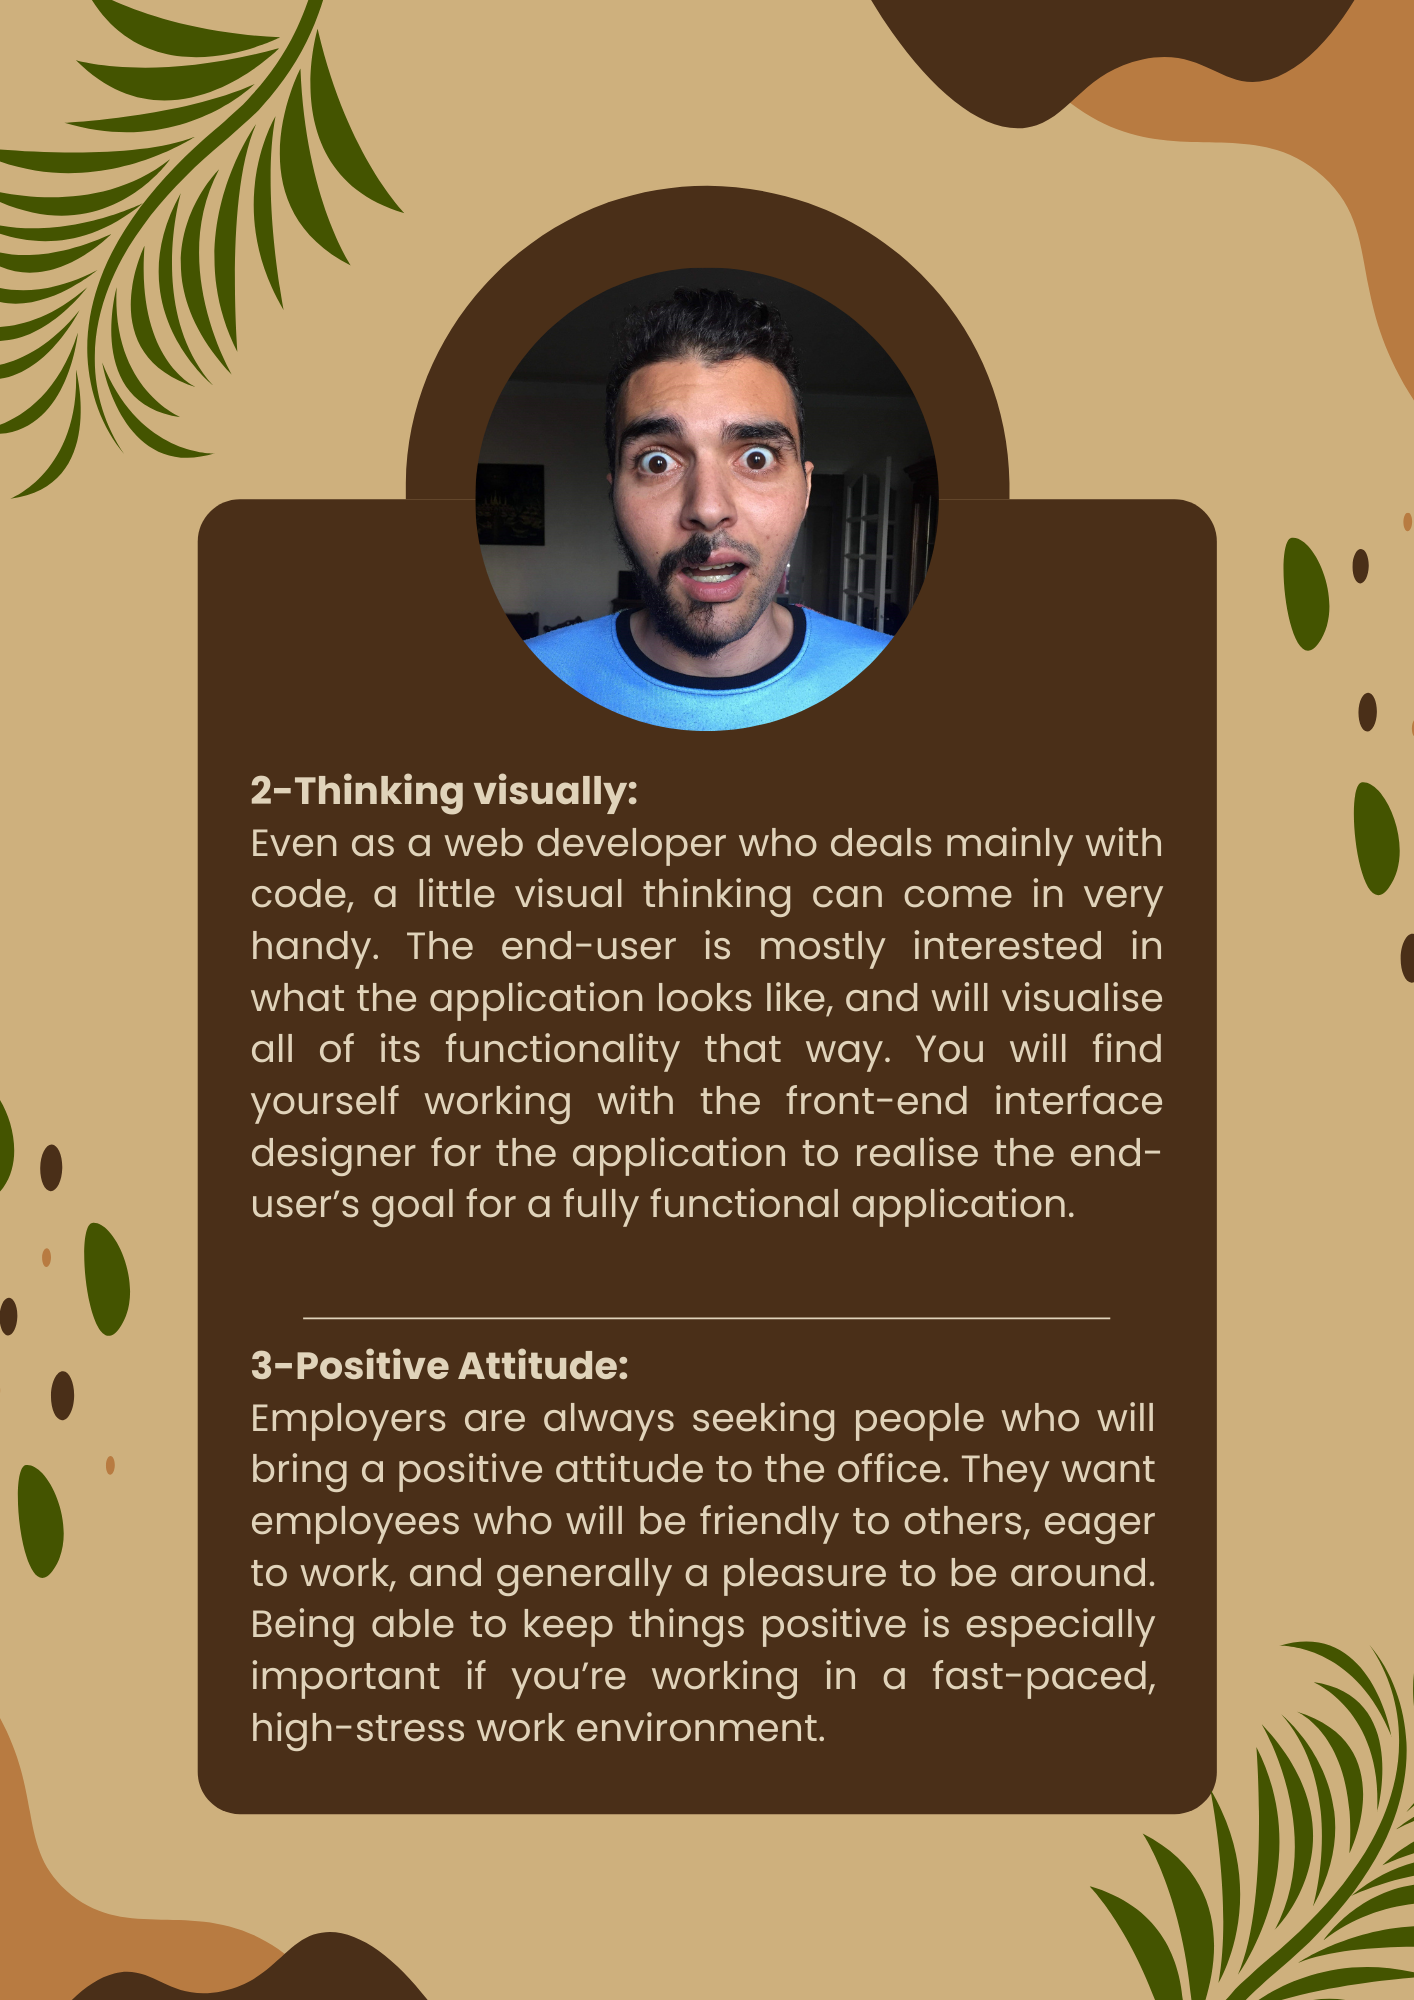 2-Thinking visually:
Even as a web developer who deals mainly with
code, a little visual thinking can come in very
handy. The end-user is mostly interested in
what the application looks like, and will visualise
all of its functionality that way. You will find
yourself working with the front-end interface
designer for the application to realise the end-
user’s goal for a fully functional application.
3-Positive Attitude:
Employers are always seeking people who will
bring a positive attitude to the office. They want
employees who will be friendly to others, eager
to work, and generally a pleasure to be around.
Being able to keep things positive is especially
important if you’re working in a fast-paced,
high-stress work environment.